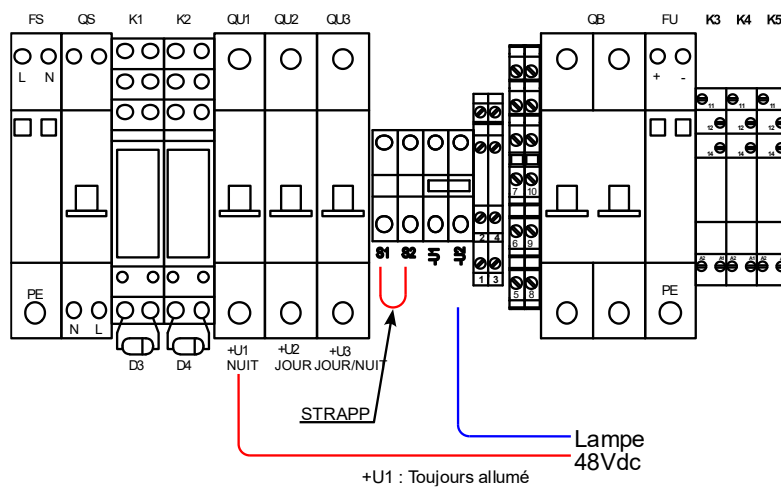 FS QS K1 K2 QU1 QU2 QU3 QB FU K3 K4 K5
L N + -
11 11 11
12 12 12
14 14 14
7 10
S1 S2 -U1 -U2 2 4 6 9
A2 A1 A2 A1 A2
1 3 5 8
PE PE
N L
+U1 +U2 +U3
D3 D4 NUIT JOUR JOUR/NUIT
STRAPP
Lampe
48Vdc
+U1 : Toujours allumé